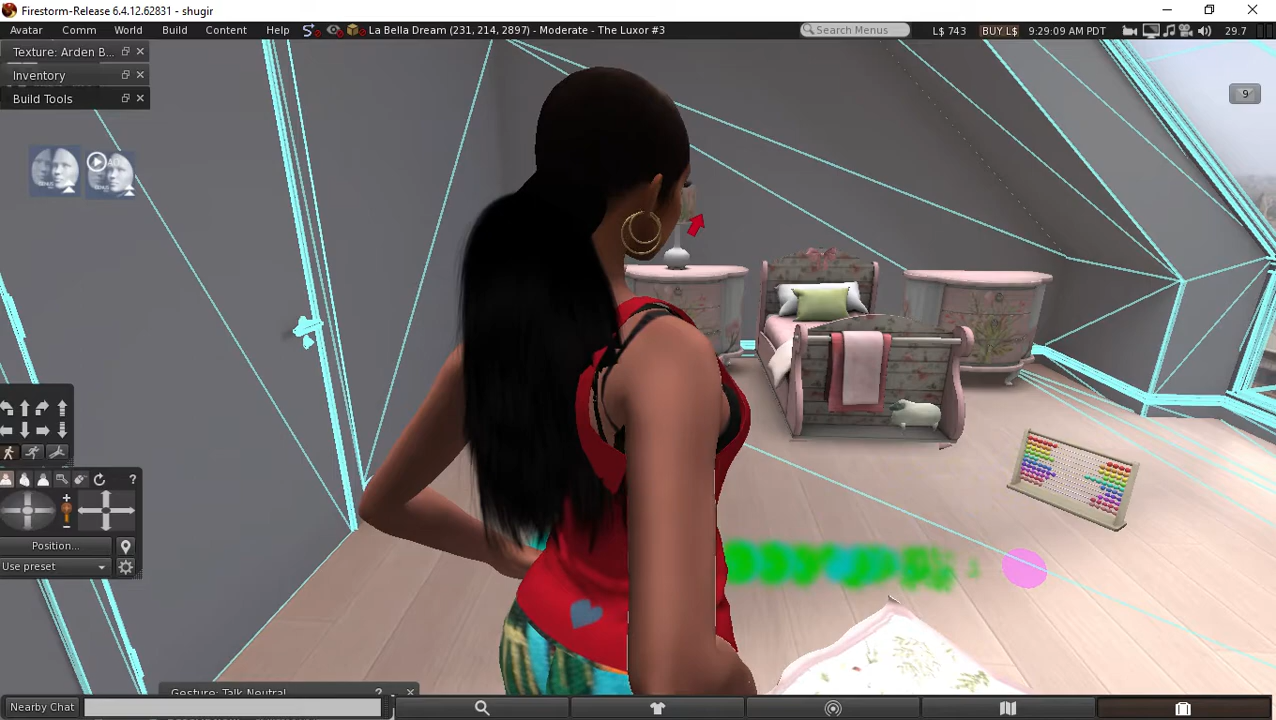 Firestorm-Release 6.4.12.62831 - shugir
Avatar Comm World Build Content Help La Bella Dream (231, 214, 2897) - Moderate - The Luxor #3 Search Menus L$ 743 BUY L$ 9:29:09 AM PDT 29.7
Texture: Arden B...
Inventory
Build Tools
9
?
Position...
Use preset
Gesture: Talk Neutral ?
Nearby Chat